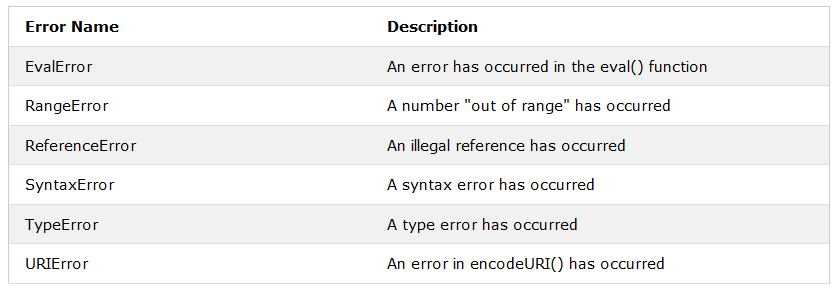 Error Name Description
EvalError An error has occurred in the eval() function
RangeError A number "out of range" has occurred
ReferenceError An illegal reference has occurred
SyntaxError A syntax error has occurred
TypeError A type error has occurred
URIError An error in encodeURI() has occurred